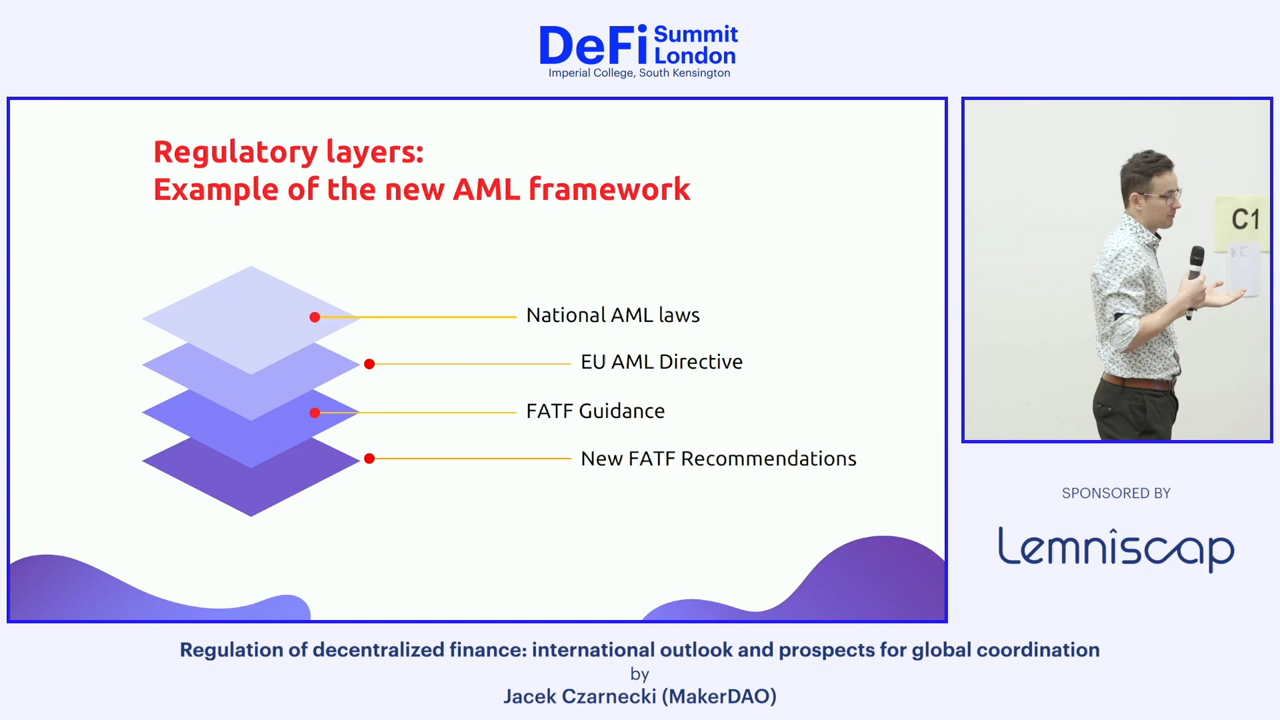 DeFi Summit
London
Imperial College, South Kensington
Regulatory layers:
Example of the new AML framework
National AML laws
EU AML Directive
FATF Guidance
New FATF Recommendations
C1
SPONSORED BY
Lemniscap
Regulation of decentralized finance: international outlook and prospects for global coordination
by
Jacek Czarnecki (MakerDAO)